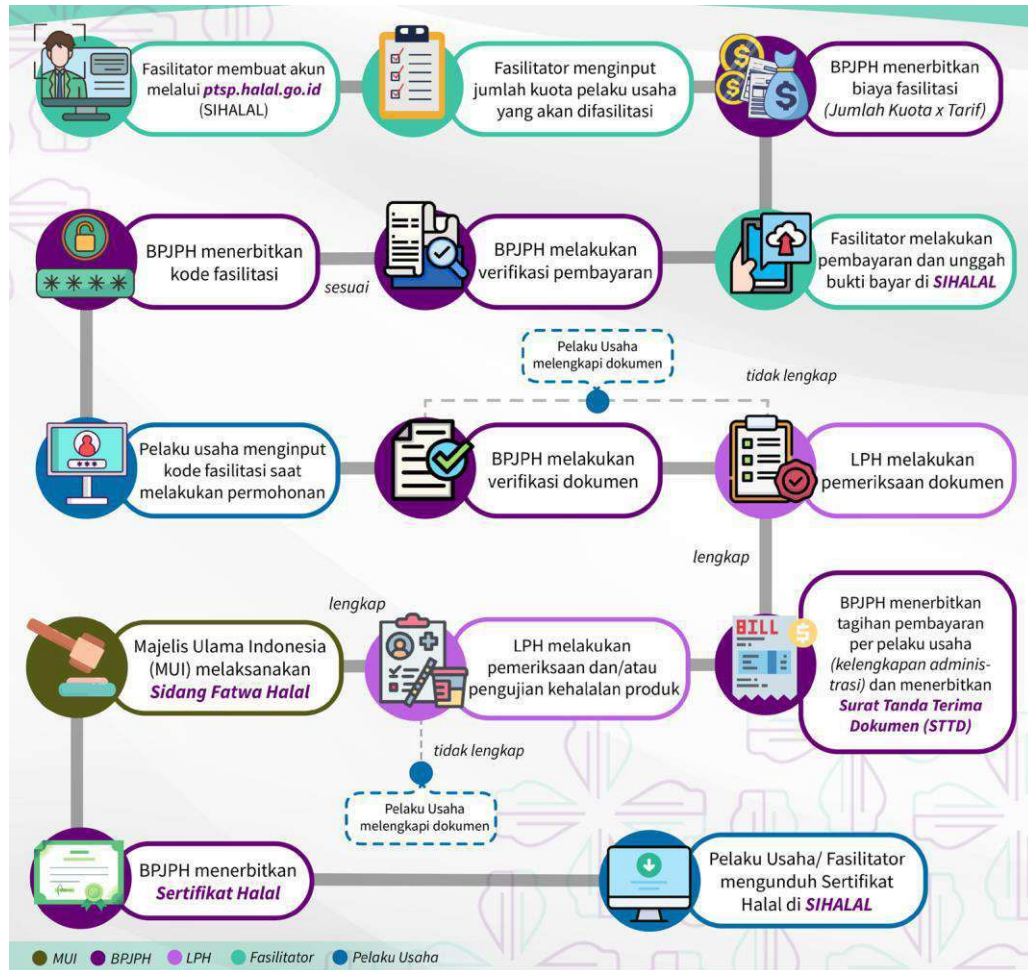 Fasilitator membuat akun
melalui ptsp.halal.go.id
(SIHALAL)
Fasilitator menginput
jumlah kuota pelaku usaha
yang akan difasilitasi
BPJPH menerbitkan
biaya fasilitasi
(Jumlah Kuota x Tarif)
Fasilitator melakukan
pembayaran dan unggah
bukti bayar di SIHALAL
BPJPH melakukan
verifikasi pembayaran
sesuai
BPJPH menerbitkan
kode fasilitasi
Pelaku usaha menginput
kode fasilitasi saat
melakukan permohonan
BPJPH melakukan
verifikasi dokumen
Pelaku Usaha
melengkapi dokumen
tidak lengkap
LPH melakukan
pemeriksaan dokumen
lengkap
BILL
BPJPH menerbitkan
tagihan pembayaran
per pelaku usaha
(kelengkapan adminis-
trasi) dan menerbitkan
Surat Tanda Terima
Dokumen (STTD)
LPH melakukan
pemeriksaan dan/atau
pengujian kehalalan produk
lengkap
tidak lengkap
Pelaku Usaha
melengkapi dokumen
Majelis Ulama Indonesia
(MUI) melaksanakan
Sidang Fatwa Halal
BPJPH menerbitkan
Sertifikat Halal
Pelaku Usaha/ Fasilitator
mengunduh Sertifikat
Halal di SIHALAL
MUI BPJPH LPH Fasilitator Pelaku Usaha